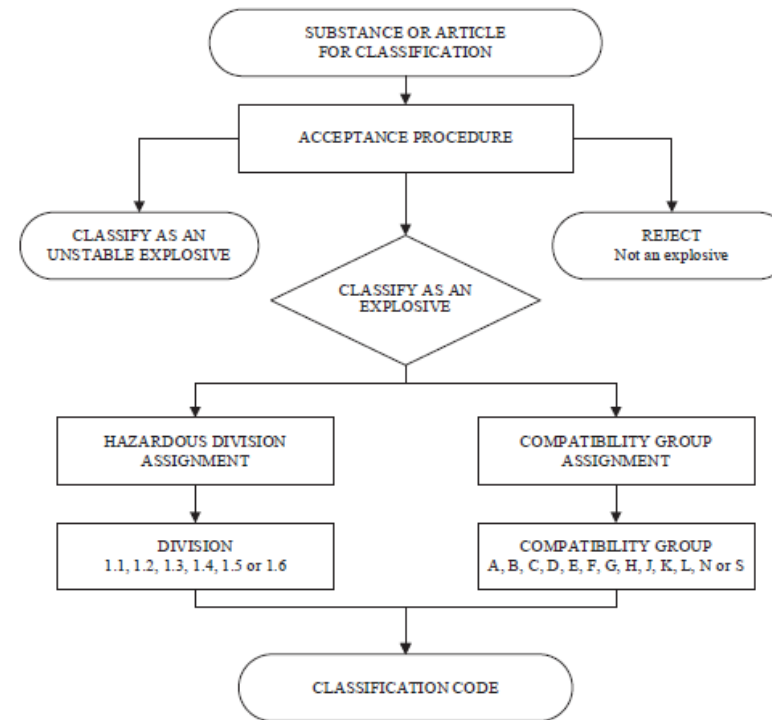 SUBSTANCE OR ARTICLE
FOR CLASSIFICATION
ACCEPTANCE PROCEDURE
CLASSIFY AS AN
UNSTABLE EXPLOSIVE
REJECT
Not an explosive
CLASSIFY AS AN
EXPLOSIVE
HAZARDOUS DIVISION
ASSIGNMENT
COMPATIBILITY GROUP
ASSIGNMENT
DIVISION
1.1, 1.2, 1.3, 1.4, 1.5 or 1.6
COMPATIBILITY GROUP
A, B, C, D, E, F, G, H, J, K, L, N or S
CLASSIFICATION CODE